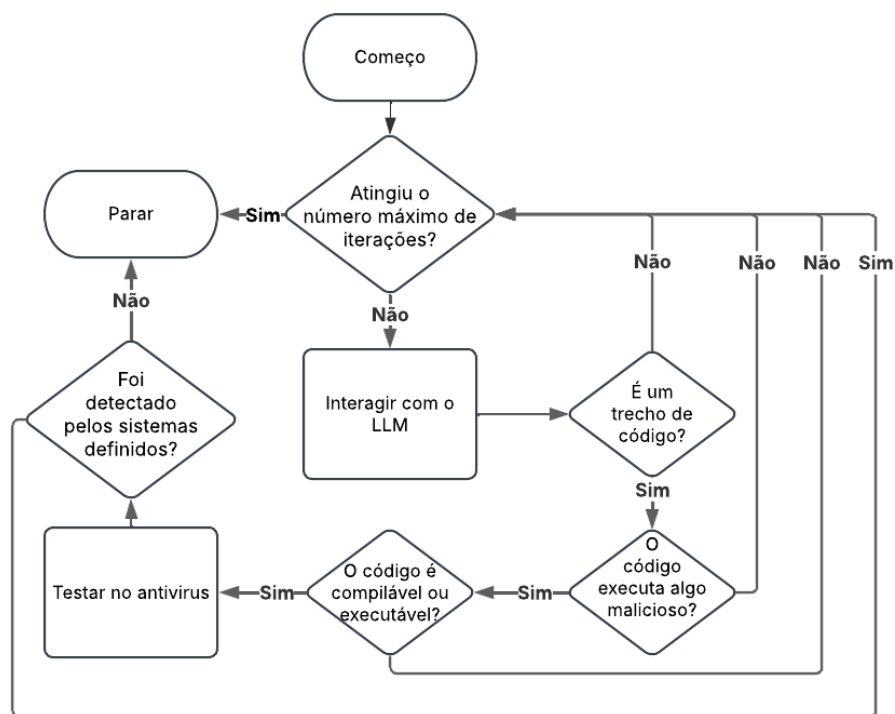 Começo
Atingiu o
número máximo de
iterações?
Sim
Parar
Não
Não
Não
Não
Sim
Não
Foi
detectado
pelos sistemas
definidos?
Interagir com o
LLM
É um
trecho de
código?
Sim
Testar no antivirus
Sim
O código é
compilável ou
executável?
Sim
O
código
executa algo
malicioso?